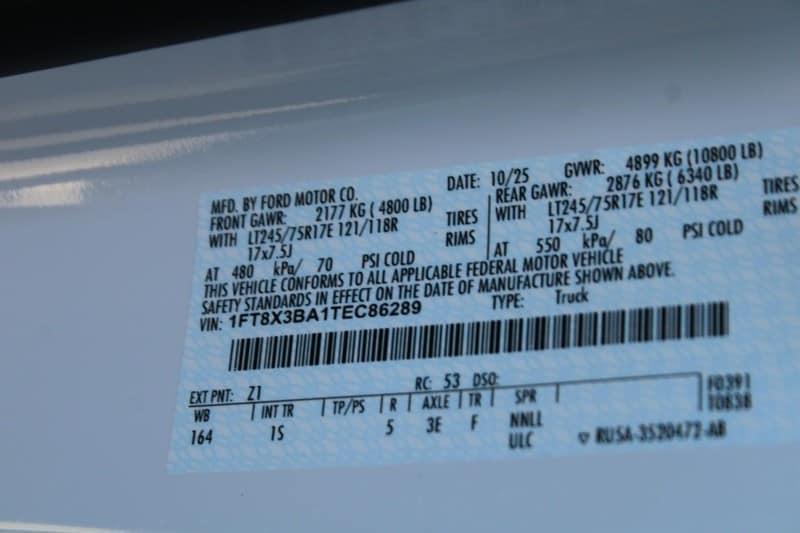 MFD. BY FORD MOTOR CO.
DATE: 10/25 GVWR: 4899 KG (10800 LB)
FRONT GAWR: 2177 KG ( 4800 LB)
REAR GAWR: 2876 KG ( 6340 LB)
WITH LT245/75R17E 121/118R TIRES
WITH LT245/75R17E 121/118R TIRES
17x7.5J RIMS
17x7.5J RIMS
AT 480 kPa/ 70 PSI COLD
AT 550 kPa/ 80 PSI COLD
THIS VEHICLE CONFORMS TO ALL APPLICABLE FEDERAL MOTOR VEHICLE
SAFETY STANDARDS IN EFFECT ON THE DATE OF MANUFACTURE SHOWN ABOVE.
VIN: 1FT8X3BA1TEC86289 TYPE: Truck
EXT PNT: Z1 RC: 53 DSO: F0391
WB INT TR TP/PS R AXLE TR SPR 10838
164 1S 5 3E F NNLL
ULC RUSA-3520472-AB